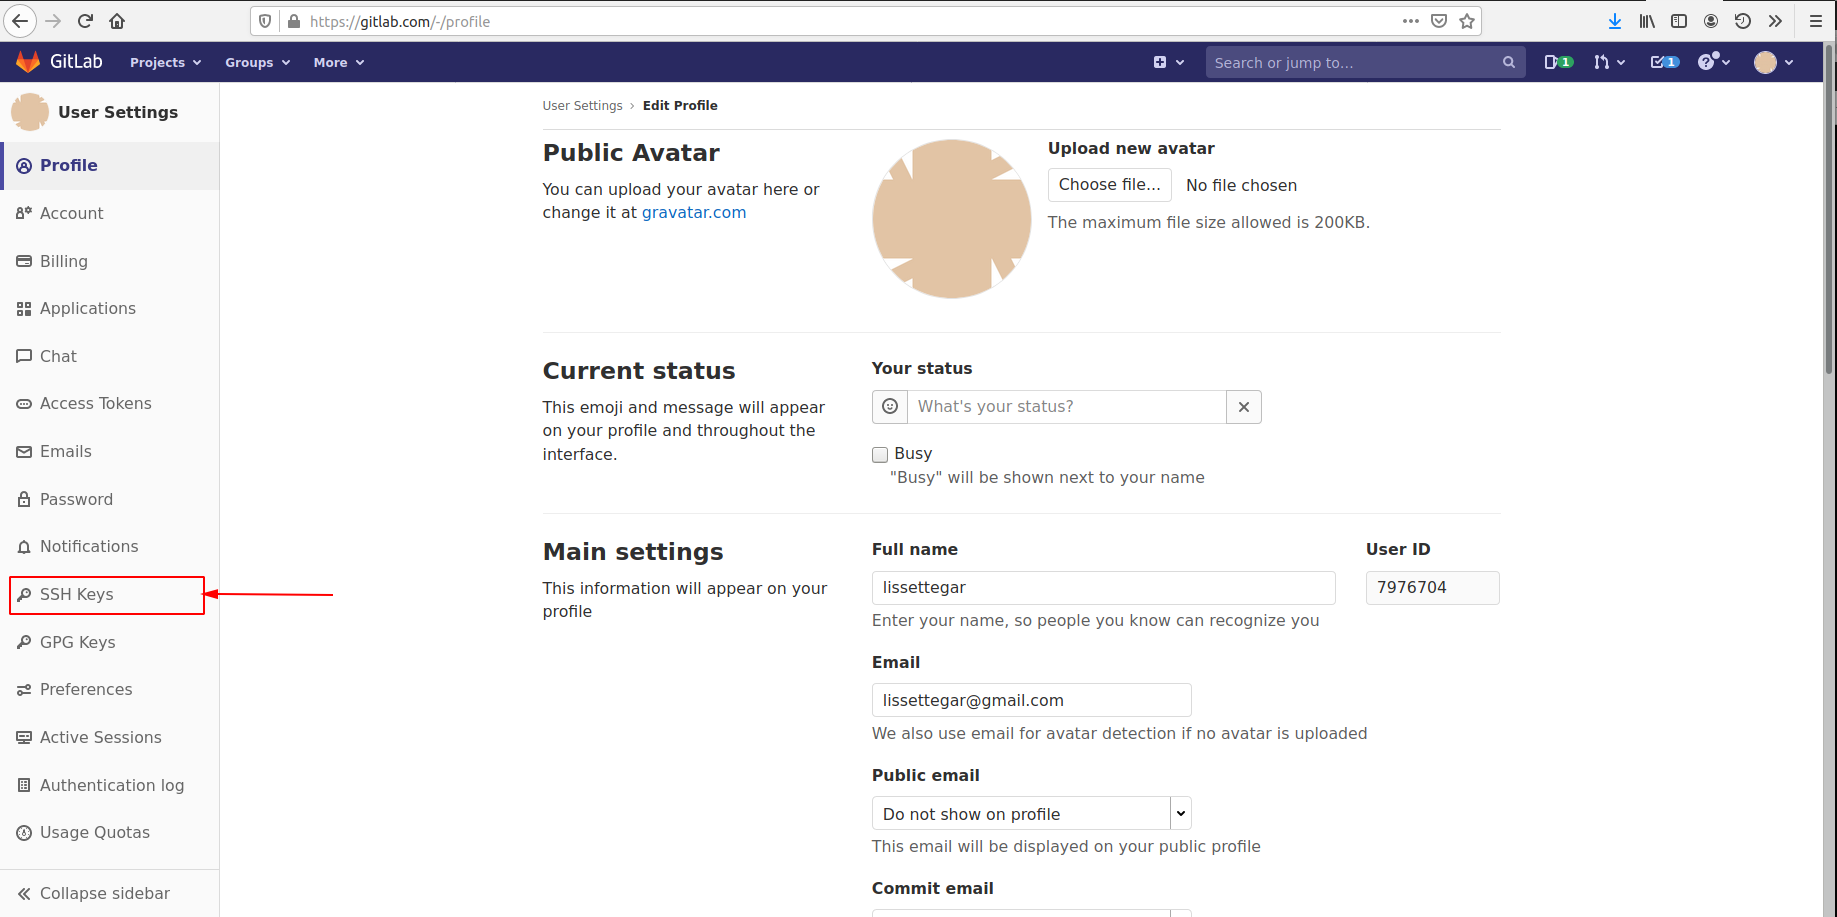 https://gitlab.com/-/profile
GitLab Projects Groups More Search or jump to... 1 1 ?
User Settings
Profile
Account
Billing
Applications
Chat
Access Tokens
Emails
Password
Notifications
SSH Keys
GPG Keys
Preferences
Active Sessions
Authentication log
Usage Quotas
Collapse sidebar
User Settings › Edit Profile
Public Avatar
You can upload your avatar here or
change it at gravatar.com
Upload new avatar
Choose file... No file chosen
The maximum file size allowed is 200KB.
Current status
This emoji and message will appear
on your profile and throughout the
interface.
Your status
What's your status?
Busy
"Busy" will be shown next to your name
Main settings
This information will appear on your
profile
Full name
lissettegar
Enter your name, so people you know can recognize you
User ID
7976704
Email
lissettegar@gmail.com
We also use email for avatar detection if no avatar is uploaded
Public email
Do not show on profile
This email will be displayed on your public profile
Commit email